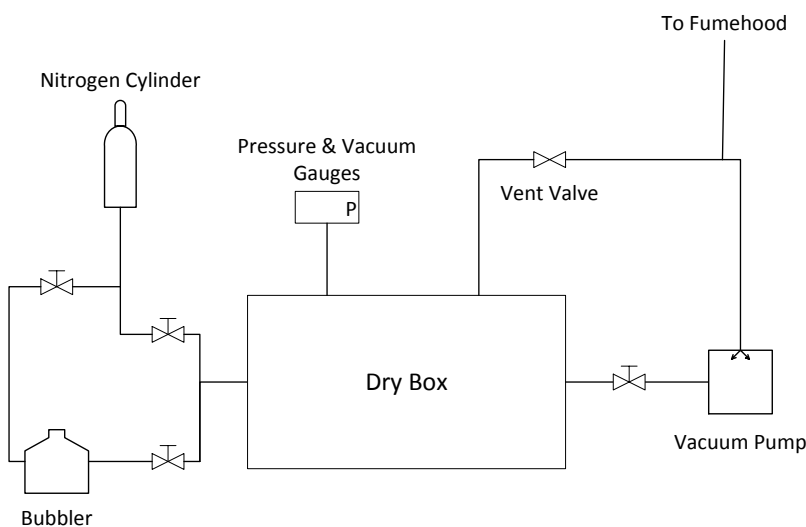 To Fumehood
Nitrogen Cylinder
Pressure & Vacuum
Gauges
P
Vent Valve
Dry Box
Vacuum Pump
Bubbler